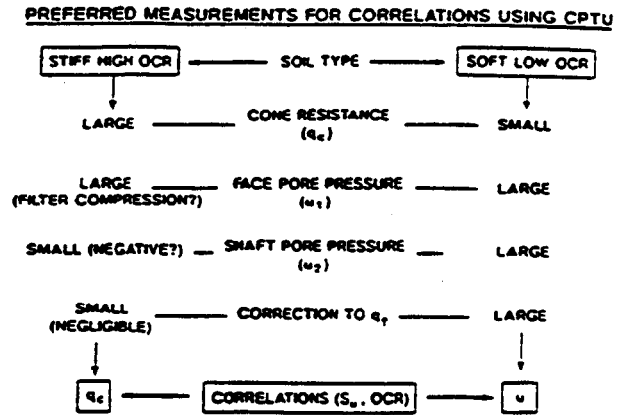 PREFERRED MEASUREMENTS FOR CORRELATIONS USING CPTU
STIFF HIGH OCR SOIL TYPE SOFT LOW OCR
LARGE CONE RESISTANCE SMALL
(qc)
LARGE FACE PORE PRESSURE LARGE
(FILTER COMPRESSION?) (u1)
SMALL (NEGATIVE?) SHAFT PORE PRESSURE LARGE
(u2)
SMALL CORRECTION TO qT LARGE
(NEGLIGIBLE)
qc CORRELATIONS (Su, OCR) u